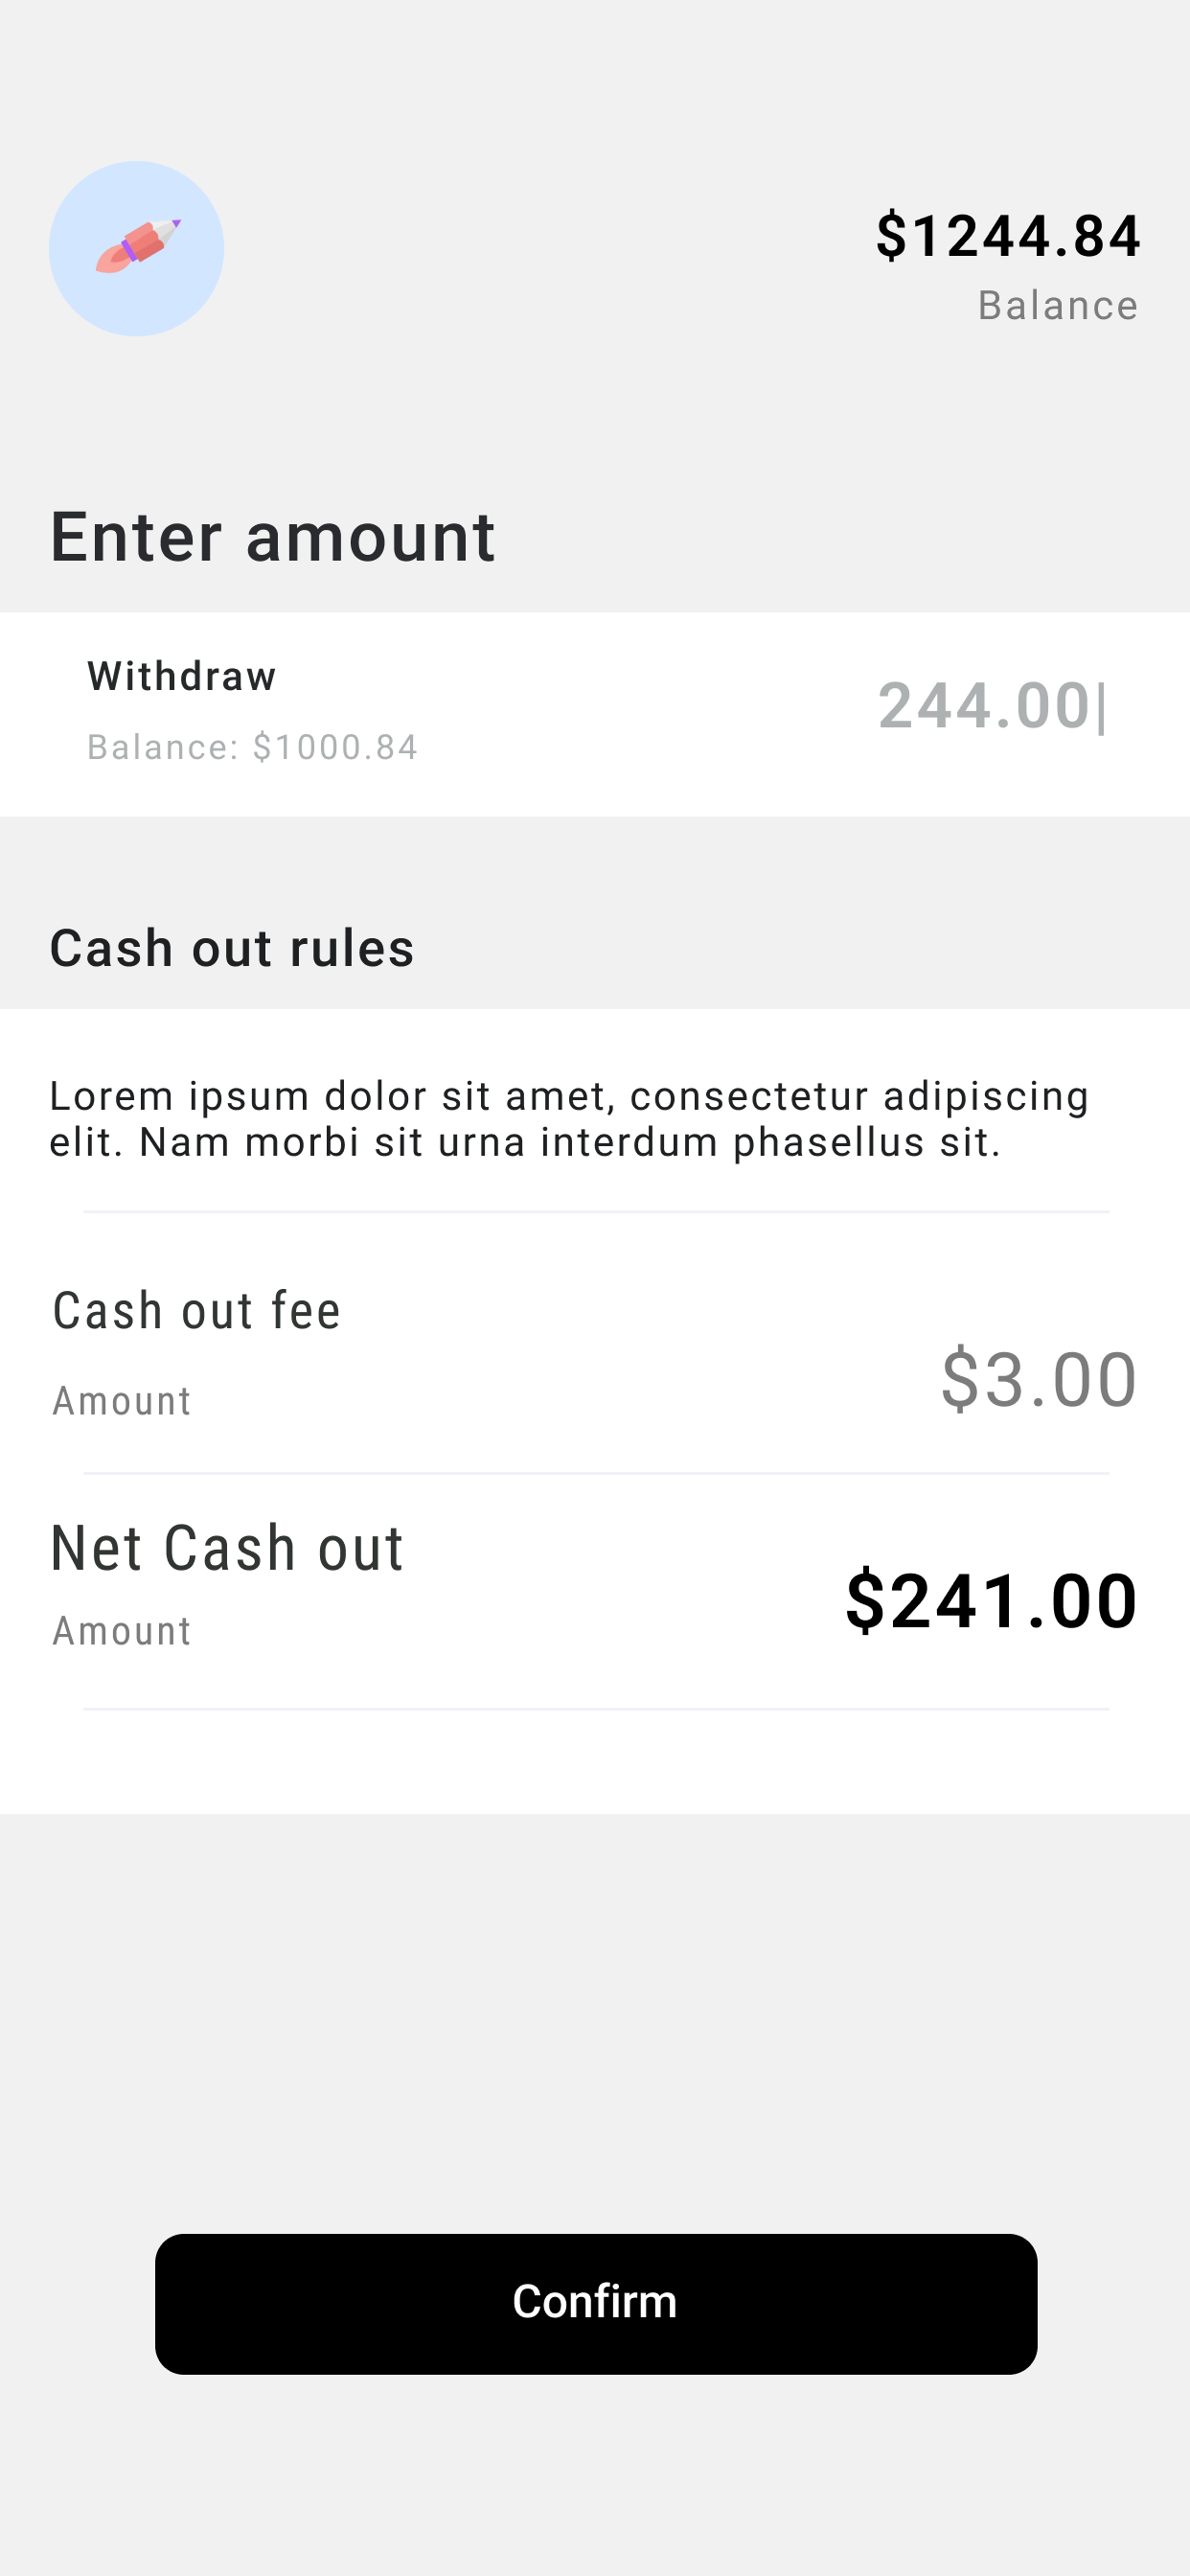 $1244.84
Balance
Enter amount
Withdraw
244.00|
Balance: $1000.84
Cash out rules
Lorem ipsum dolor sit amet, consectetur adipiscing
elit. Nam morbi sit urna interdum phasellus sit.
Cash out fee
$3.00
Amount
Net Cash out
$241.00
Amount
Confirm